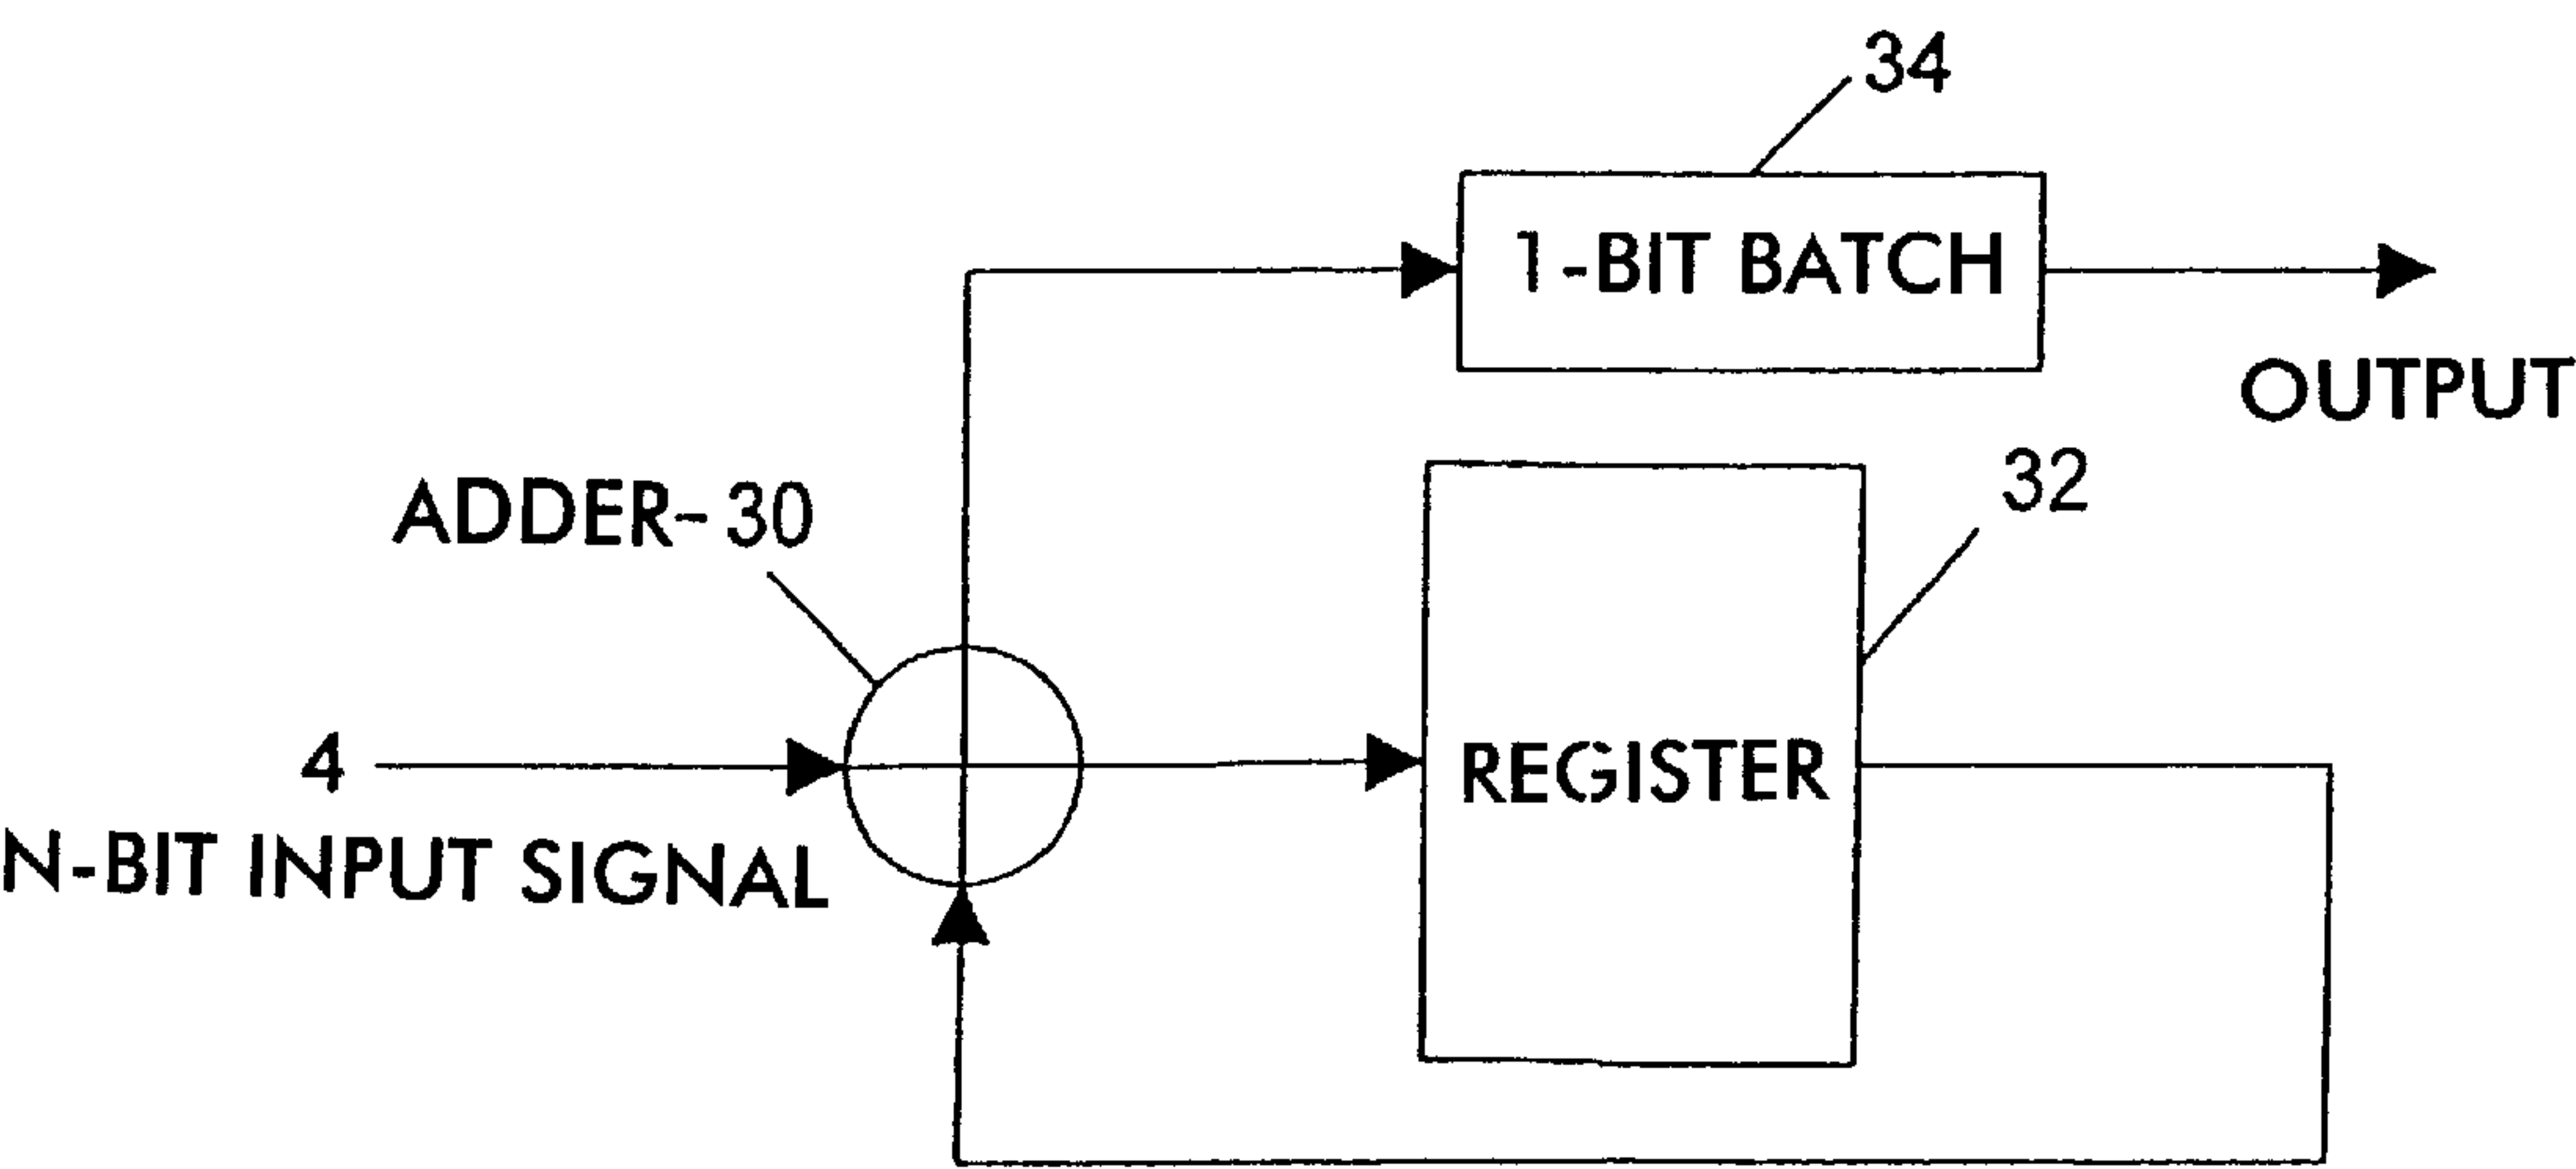 34
1-BIT BATCH
OUTPUT
32
ADDER-30
REGISTER
4
N-BIT INPUT SIGNAL